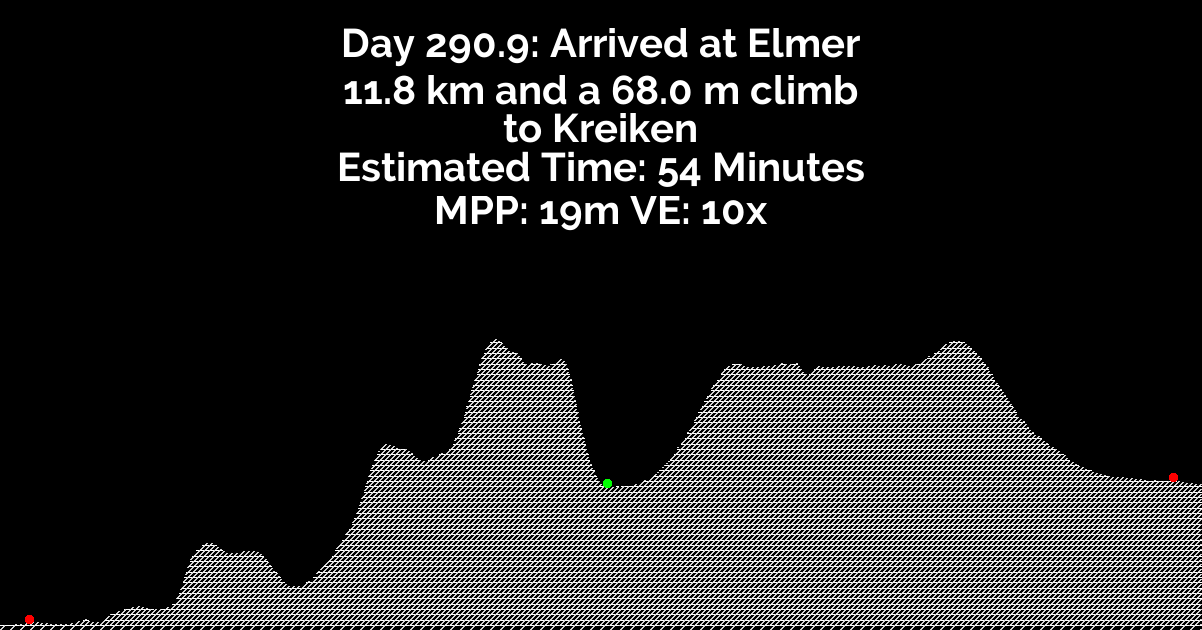 Day 290.9: Arrived at Elmer
11.8 km and a 68.0 m climb
to Kreiken
Estimated Time: 54 Minutes
MPP: 19m VE: 10x